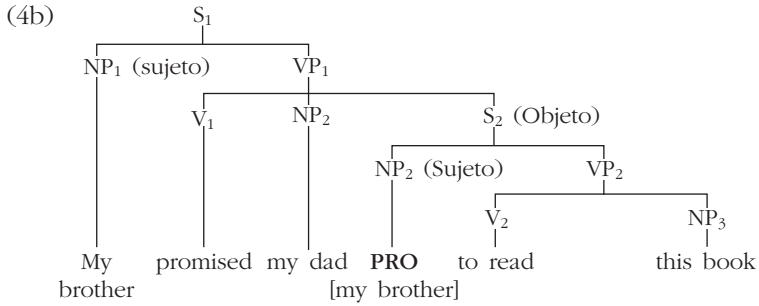 (4b) S₁
NP₁ (sujeto) VP₁
V₁ NP₂ S₂ (Objeto)
NP₂ (Sujeto) VP₂
V₂ NP₃
My promised my dad PRO to read this book
brother [my brother]